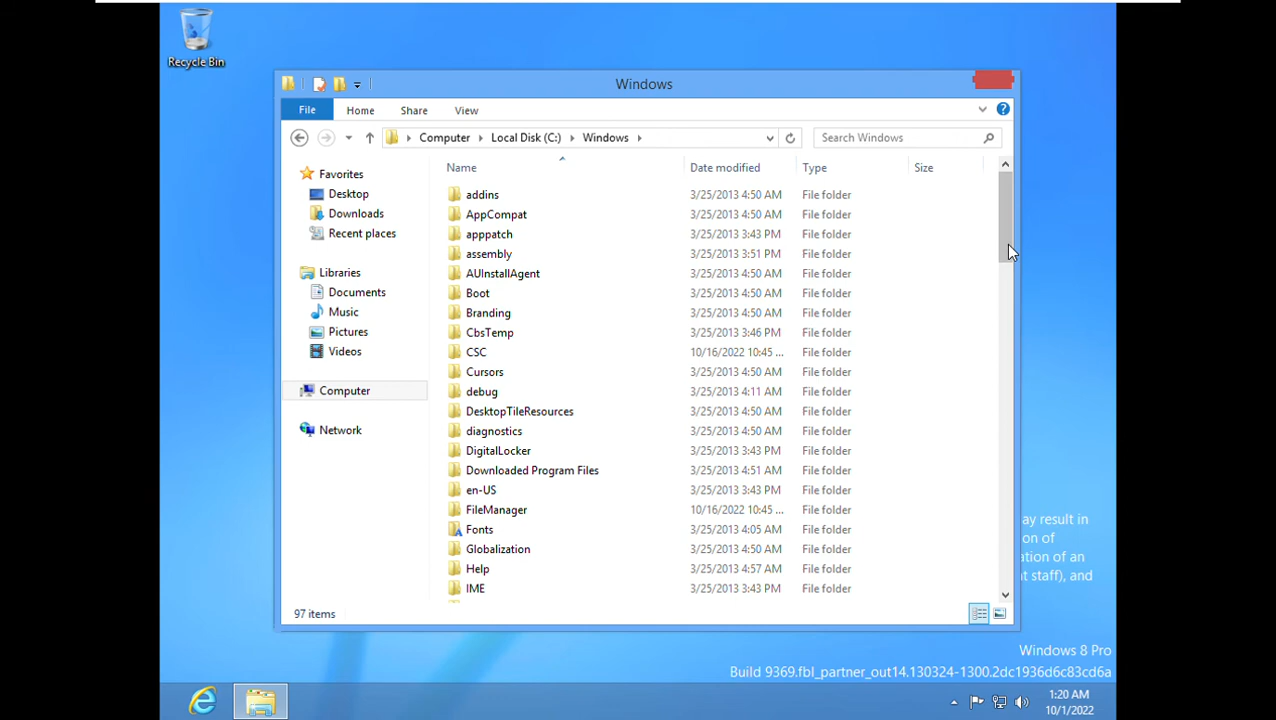 Recycle Bin
Windows
File Home Share View
Computer Local Disk (C:) Windows Search Windows
Name Date modified Type Size
Favorites
Desktop
Downloads
Recent places
Libraries
Documents
Music
Pictures
Videos
Computer
Network
addins 3/25/2013 4:50 AM File folder
AppCompat 3/25/2013 4:50 AM File folder
apppatch 3/25/2013 3:43 PM File folder
assembly 3/25/2013 3:51 PM File folder
AUInstallAgent 3/25/2013 4:50 AM File folder
Boot 3/25/2013 4:50 AM File folder
Branding 3/25/2013 4:50 AM File folder
CbsTemp 3/25/2013 3:46 PM File folder
CSC 10/16/2022 10:45 ... File folder
Cursors 3/25/2013 4:50 AM File folder
debug 3/25/2013 4:11 AM File folder
DesktopTileResources 3/25/2013 4:50 AM File folder
diagnostics 3/25/2013 4:50 AM File folder
DigitalLocker 3/25/2013 3:43 PM File folder
Downloaded Program Files 3/25/2013 4:51 AM File folder
en-US 3/25/2013 3:43 PM File folder
FileManager 10/16/2022 10:45 ... File folder
Fonts 3/25/2013 4:05 AM File folder
Globalization 3/25/2013 4:50 AM File folder
Help 3/25/2013 4:57 AM File folder
IME 3/25/2013 3:43 PM File folder
97 items
ay result in
on of
ation of an
t staff), and
Windows 8 Pro
Build 9369.fbl_partner_out14.130324-1300.2dc1936d6c83cd6a
1:20 AM
10/1/2022